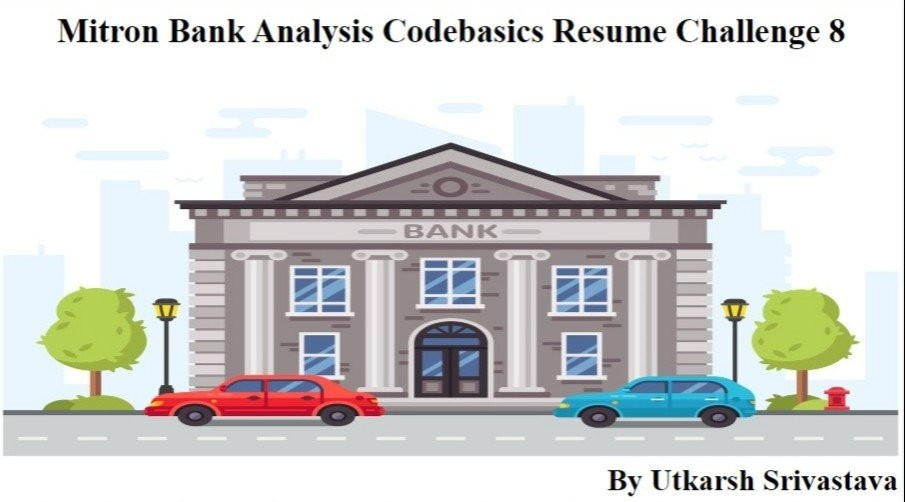 Mitron Bank Analysis Codebasics Resume Challenge 8
BANK
By Utkarsh Srivastava